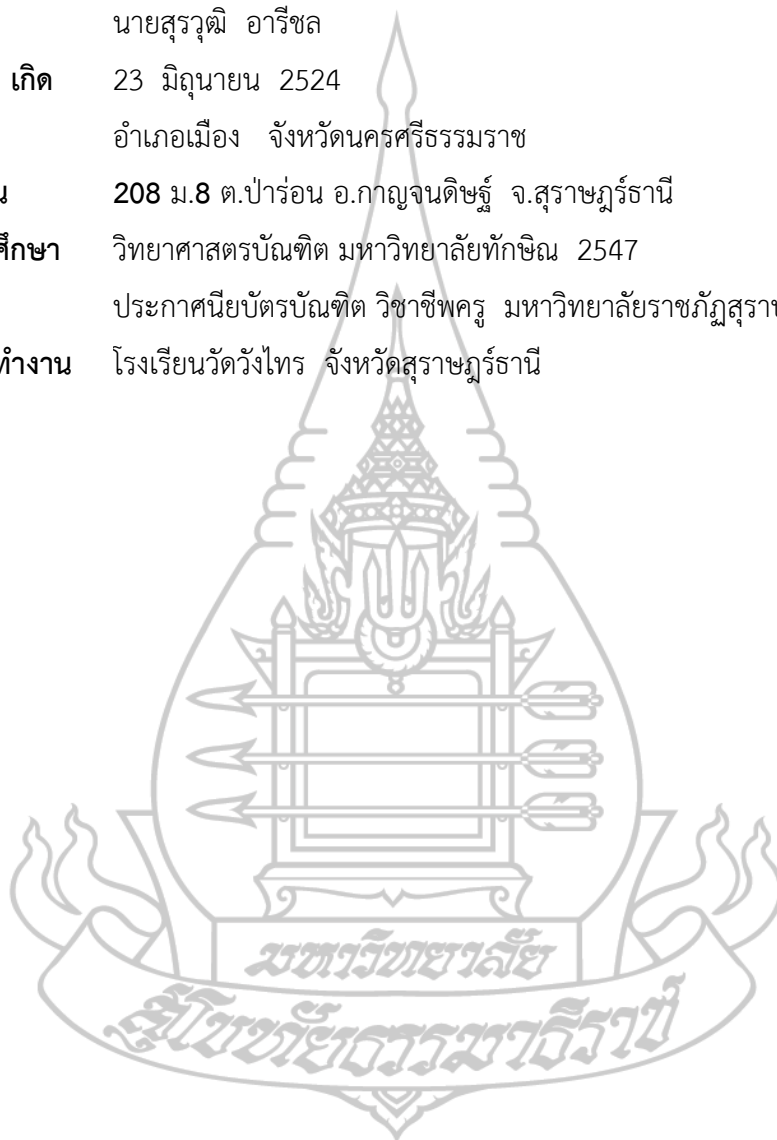 นายสุรวุฒิ อารีชล
เกิด 23 มิถุนายน 2524
อำเภอเมือง จังหวัดนครศรีธรรมราช
208 ม.8 ต.ป่าร่อน อ.กาญจนดิษฐ์ จ.สุราษฎร์ธานี
วิทยาศาสตรบัณฑิต มหาวิทยาลัยทักษิณ 2547
ประกาศนียบัตรบัณฑิต วิชาชีพครู มหาวิทยาลัยราชภัฏสุรา
ทำงาน โรงเรียนวัดวังไทร จังหวัดสุราษฎร์ธานี
มหาวิทยาลัย
สุโขทัยธรรมาธิราช